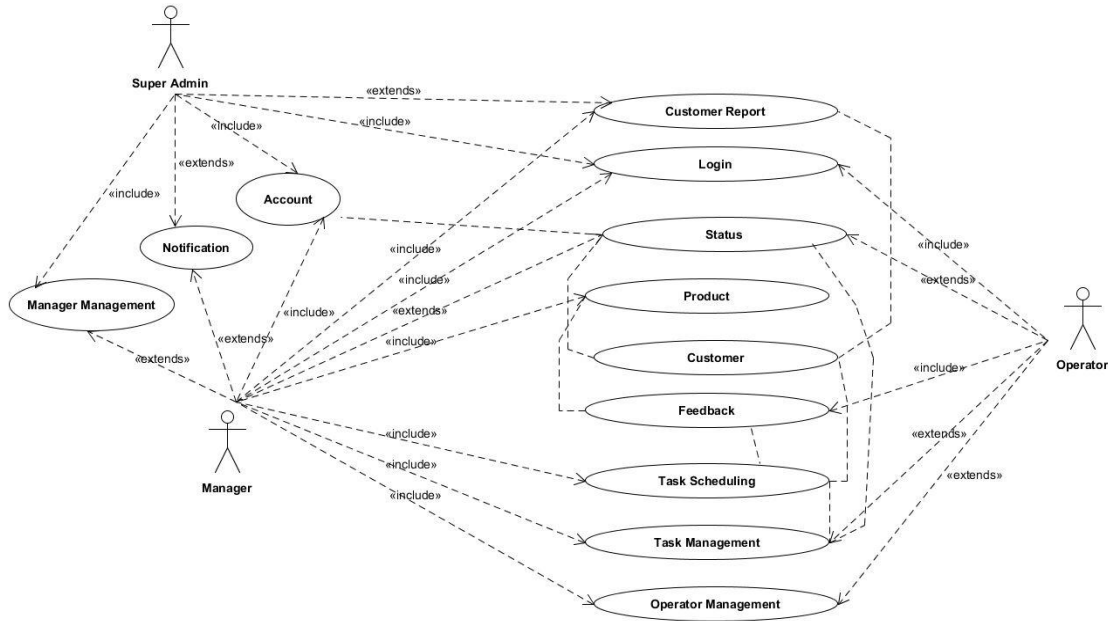 Super Admin
«extends»
Customer Report
«include»
«include»
Login
«extends»
«include»
Account
Status
Notification
«include»
«include»
«include»
«extends»
Manager Management
Product
«extends»
«include»
«extends»
«extends»
«include»
Customer
«include»
Operator
Feedback
«include»
«extends»
Manager
«include»
Task Scheduling
«extends»
«include»
Task Management
Operator Management